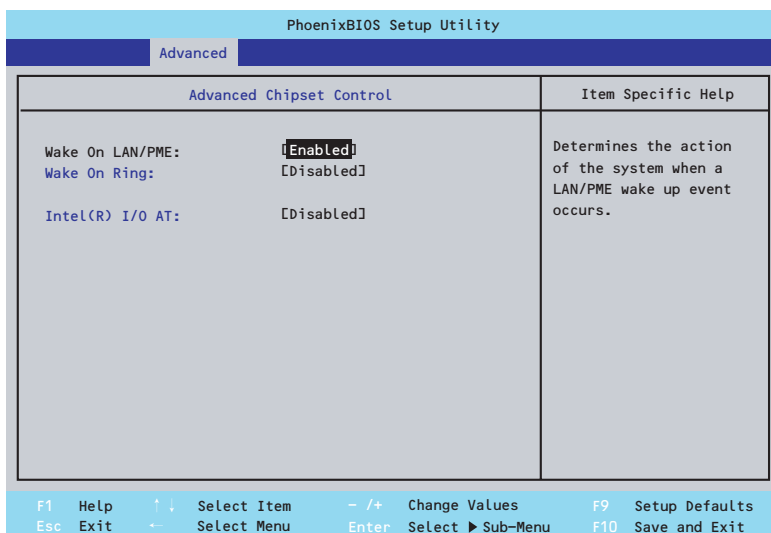 PhoenixBIOS Setup Utility
Advanced
Advanced Chipset Control
Item Specific Help
Wake On LAN/PME: [Enabled]
Wake On Ring: [Disabled]
Intel(R) I/O AT: [Disabled]
Determines the action
of the system when a
LAN/PME wake up event
occurs.
F1 Help ↑↓ Select Item - /+ Change Values F9 Setup Defaults
Esc Exit ← Select Menu Enter Select ▶ Sub-Menu F10 Save and Exit